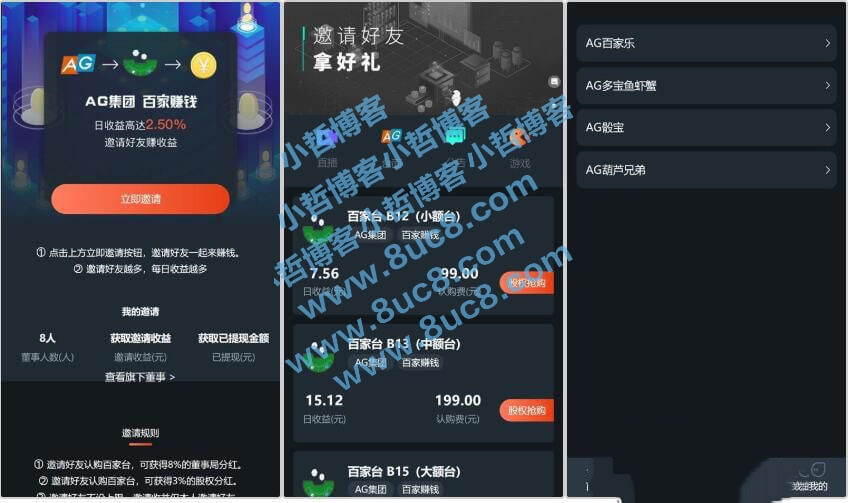 AG
AG集团 百家赚钱
日收益高达2.50%
邀请好友赚收益
立即邀请
① 点击上方立即邀请按钮，邀请好友一起来赚钱。
② 邀请好友越多，每日收益越多
我的邀请
8人
获取邀请收益
获取已提现金额
董事人数(人)
邀请收益(元)
已提现(元)
查看旗下董事 >
邀请规则
① 邀请好友认购百家台，可获得8%的董事局分红。
② 邀请好友认购百家台，可获得3%的股权分红。
邀请好友
拿好礼
直播
AG
公告
游戏
百家台 B12（小额台）
AG集团
百家赚钱
7.56
99.00
日收益(元)
认购费(元)
股权抢购
百家台 B13（中额台）
AG集团
百家赚钱
15.12
199.00
日收益(元)
认购费(元)
股权抢购
百家台 B15（大额台）
AG集团
百家赚钱
小哲博客小哲博客
小哲博客小哲博客
小哲博客 www.8uc8.com
www.8uc8.com
www.8uc8.com
AG百家乐
AG多宝鱼虾蟹
AG骰宝
AG葫芦兄弟
我的